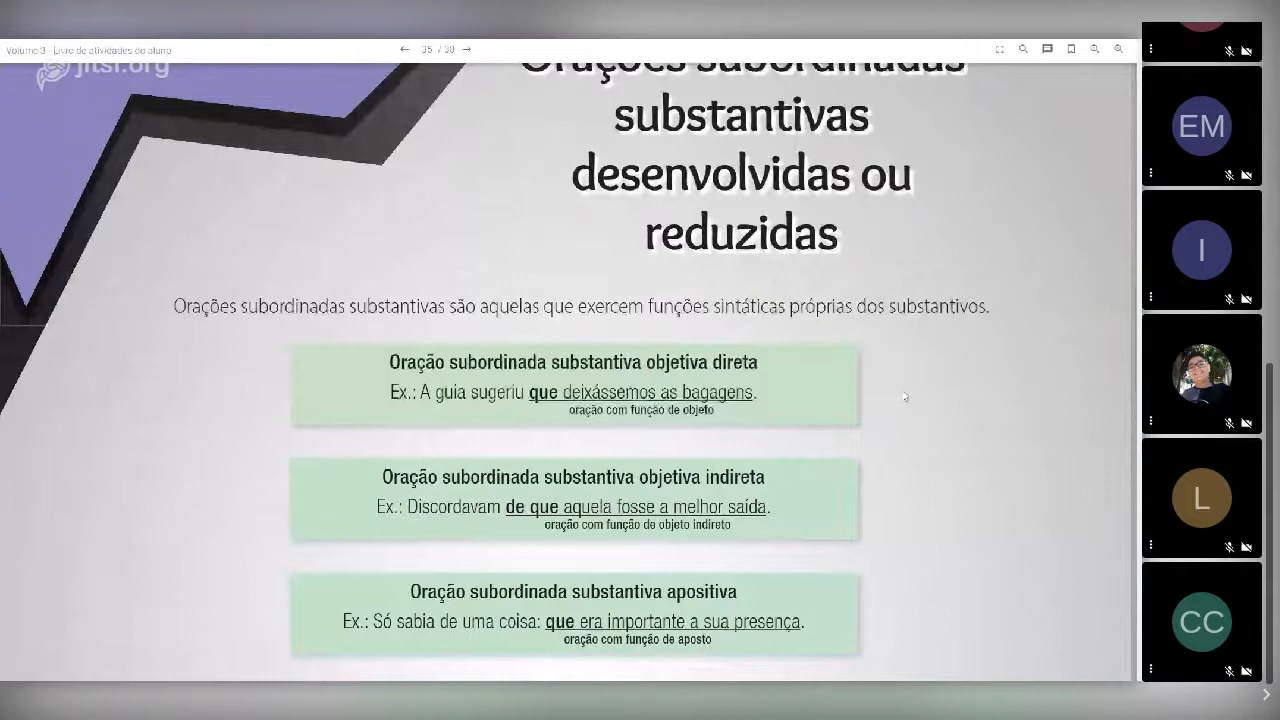 Volume 3 - Livro de atividades do aluno
35 / 30
jitsi.org
Orações subordinadas
substantivas
desenvolvidas ou
reduzidas
Orações subordinadas substantivas são aquelas que exercem funções sintáticas próprias dos substantivos.
Oração subordinada substantiva objetiva direta
Ex.: A guia sugeriu que deixássemos as bagagens.
oração com função de objeto
Oração subordinada substantiva objetiva indireta
Ex.: Discordavam de que aquela fosse a melhor saída.
oração com função de objeto indireto
Oração subordinada substantiva apositiva
Ex.: Só sabia de uma coisa: que era importante a sua presença.
oração com função de aposto
EM
I
L
CC